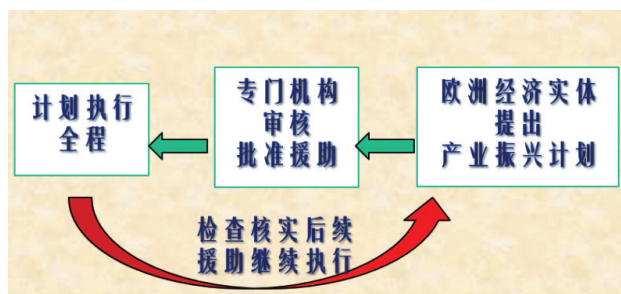 计划执行
全程
专门机构
审核
批准援助
欧洲经济实体
提出
产业振兴计划
检查核实后续
援助继续执行